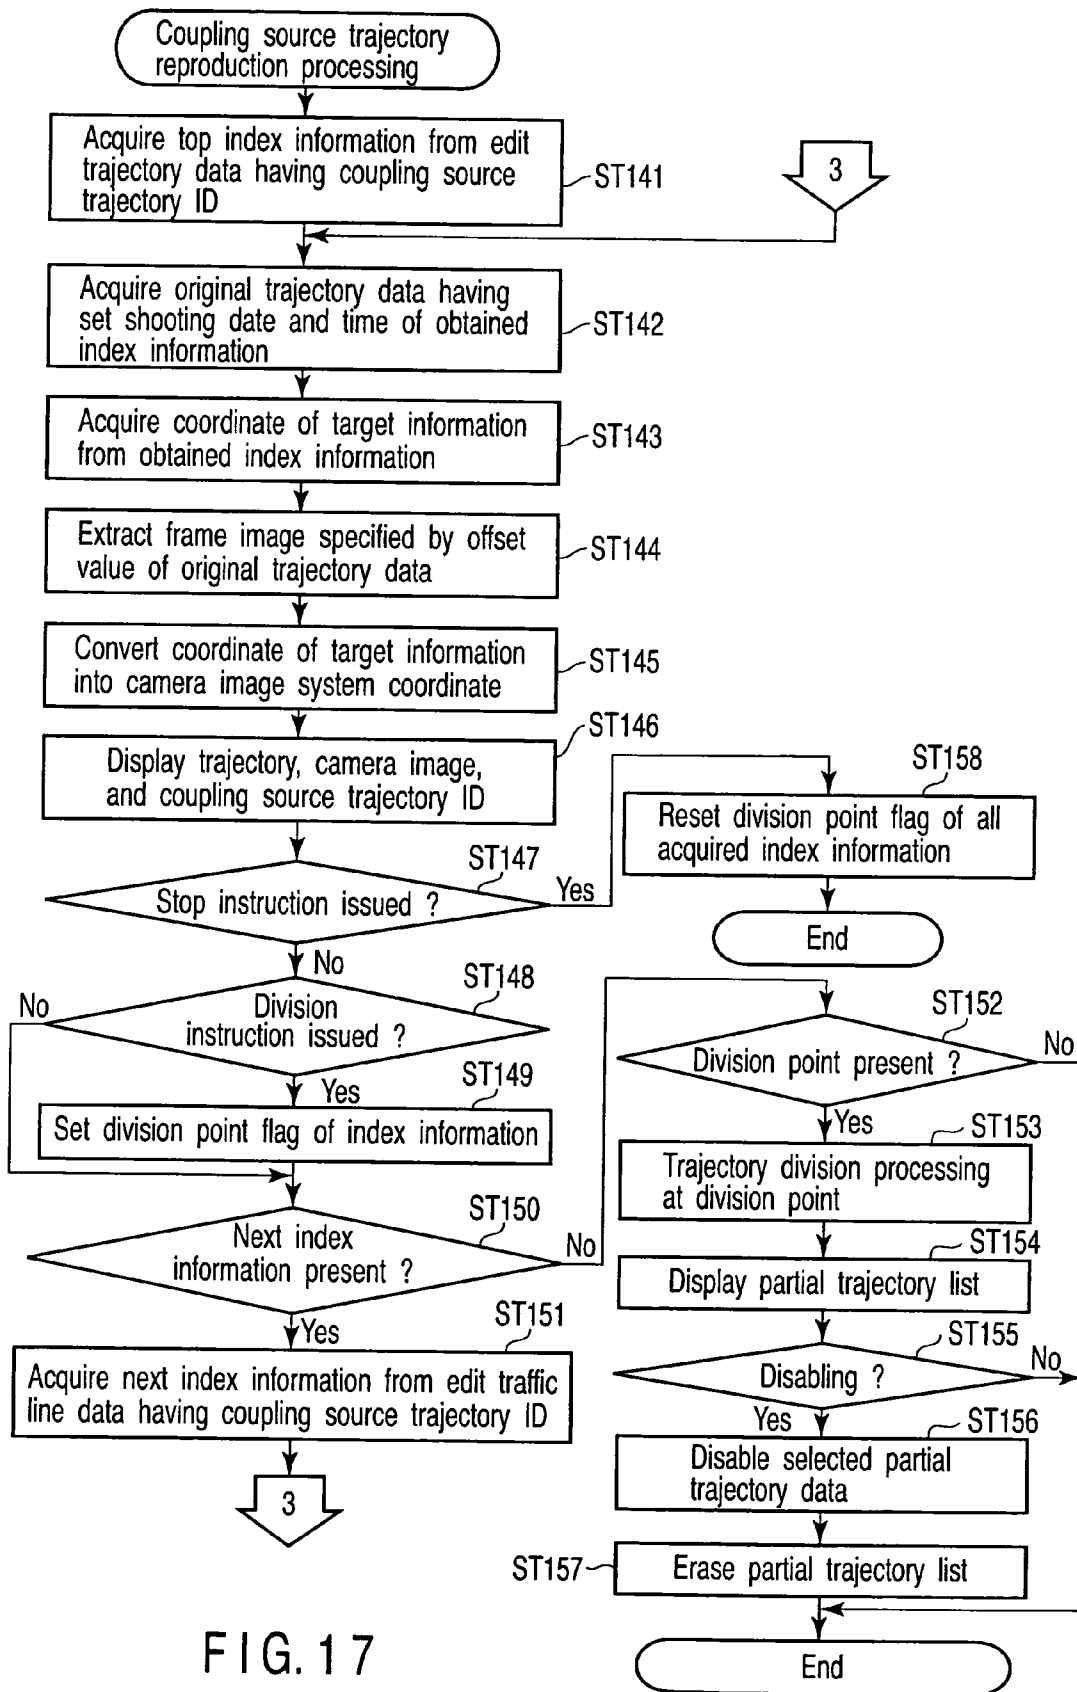 Coupling source trajectory
reproduction processing
Acquire top index information from edit
trajectory data having coupling source
trajectory ID
ST141
3
Acquire original trajectory data having
set shooting date and time of obtained
index information
ST142
Acquire coordinate of target information
from obtained index information
ST143
Extract frame image specified by offset
value of original trajectory data
ST144
Convert coordinate of target information
into camera image system coordinate
ST145
ST146
Display trajectory, camera image,
and coupling source trajectory ID
ST147
Stop instruction issued ?
Yes
No
ST158
Reset division point flag of all
acquired index information
End
ST148
No
Division
instruction issued ?
Yes
ST149
Set division point flag of index information
ST150
Next index
information present ?
No
Yes
ST151
Acquire next index information from edit traffic
line data having coupling source trajectory ID
3
ST152
Division point present ?
No
Yes
ST153
Trajectory division processing
at division point
ST154
Display partial trajectory list
ST155
Disabling ?
No
Yes
ST156
Disable selected partial
trajectory data
ST157
Erase partial trajectory list
End
FIG. 17